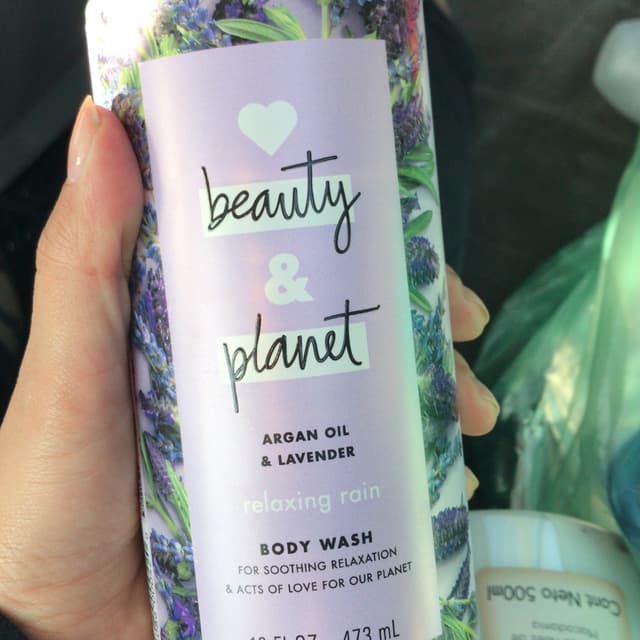 beauty
&
planet
ARGAN OIL
& LAVENDER
relaxing rain
BODY WASH
FOR SOOTHING RELAXATION
& ACTS OF LOVE FOR OUR PLANET
473 mL
Cont. Neto 500ml